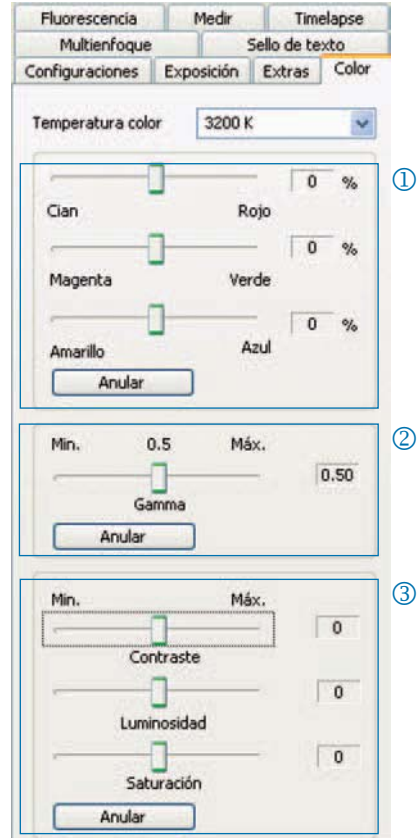 Fluorescencia Medir Timelapse
Multienfoque Sello de texto
Configuraciones Exposición Extras Color
Temperatura color 3200 K
0 % ①
Cian Rojo
0 %
Magenta Verde
0 %
Amarillo Azul
Anular
Min. 0.5 Máx. ②
0.50
Gamma
Anular
Min. Máx. ③
0
Contraste
0
Luminosidad
0
Saturación
Anular